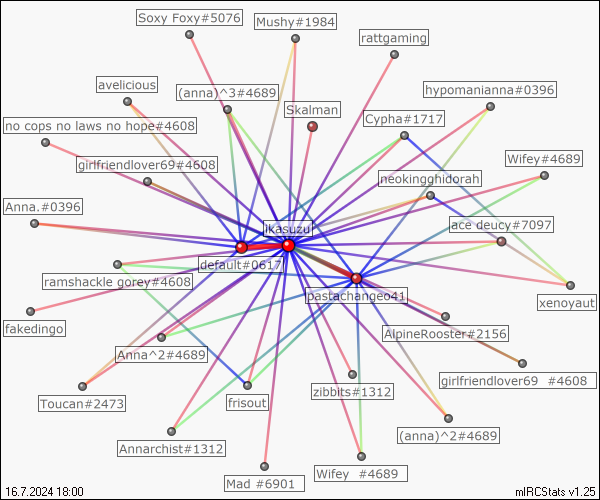 Soxy Foxy#5076
Mushy#1984
rattgaming
avelicious
(anna)^3#4689
hypomanianna#0396
Skalman
Cypha#1717
no cops no laws no hope#4608
girlfriendlover69#4608
Wifey#4689
neokingghidorah
Anna.#0396
ikasuzu
lace deucy#7097
default#0617
ramshackle gorey#4608
pastachangeo41
xenoyaut
fakedingo
AlpineRooster#2156
Anna^2#4689
girlfriendlover69 #4608
zibbits#1312
Toucan#2473
frisout
(anna)^2#4689
Annarchist#1312
Wifey #4689
Mad #6901
16.7.2024 18:00
mIRCStats v1.25